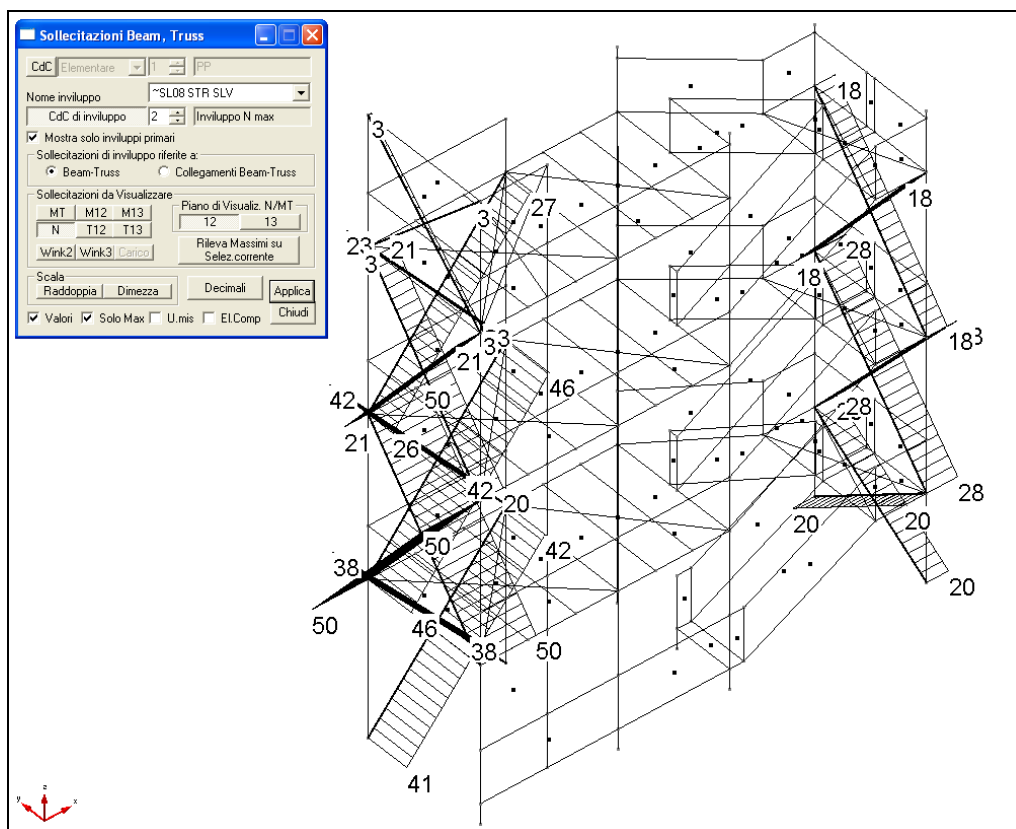 Sollecitazioni Beam, Truss
CdC Elementare 1 PP
Nome inviluppo ~SL08 STR SLV
CdC di inviluppo 2 Inviluppo N max
Mostra solo inviluppi primari
Sollecitazioni di inviluppo riferite a:
Beam-Truss Collegamenti Beam-Truss
Sollecitazioni da Visualizzare
Piano di Visualiz. N/MT
MT M12 M13
12 13
N T12 T13
Rileva Massimi su
Selez.corrente
Wink2 Wink3 Carico
Scala
Raddoppia Dimezza
Decimali
Applica
Chiudi
Valori Solo Max U.mis El.Comp
3
18
3
27
18
23
21
3
28
18
3
21
18
46
42
50
21
26
28
42
20
28
20
20
50
42
38
20
50
46
38
50
41
z
y
x